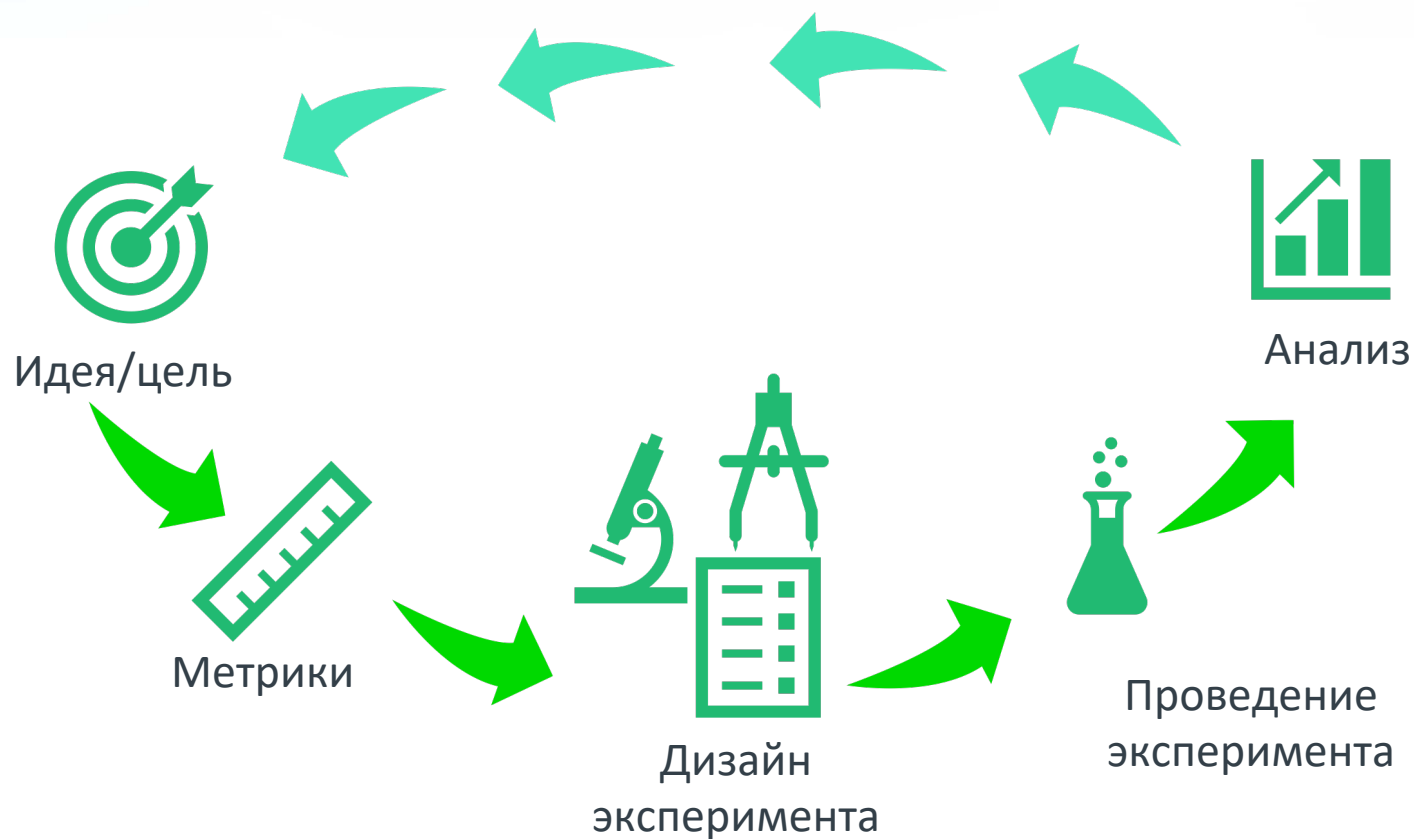 Идея/цель
Метрики
Дизайн
эксперимента
Проведение
эксперимента
Анализ